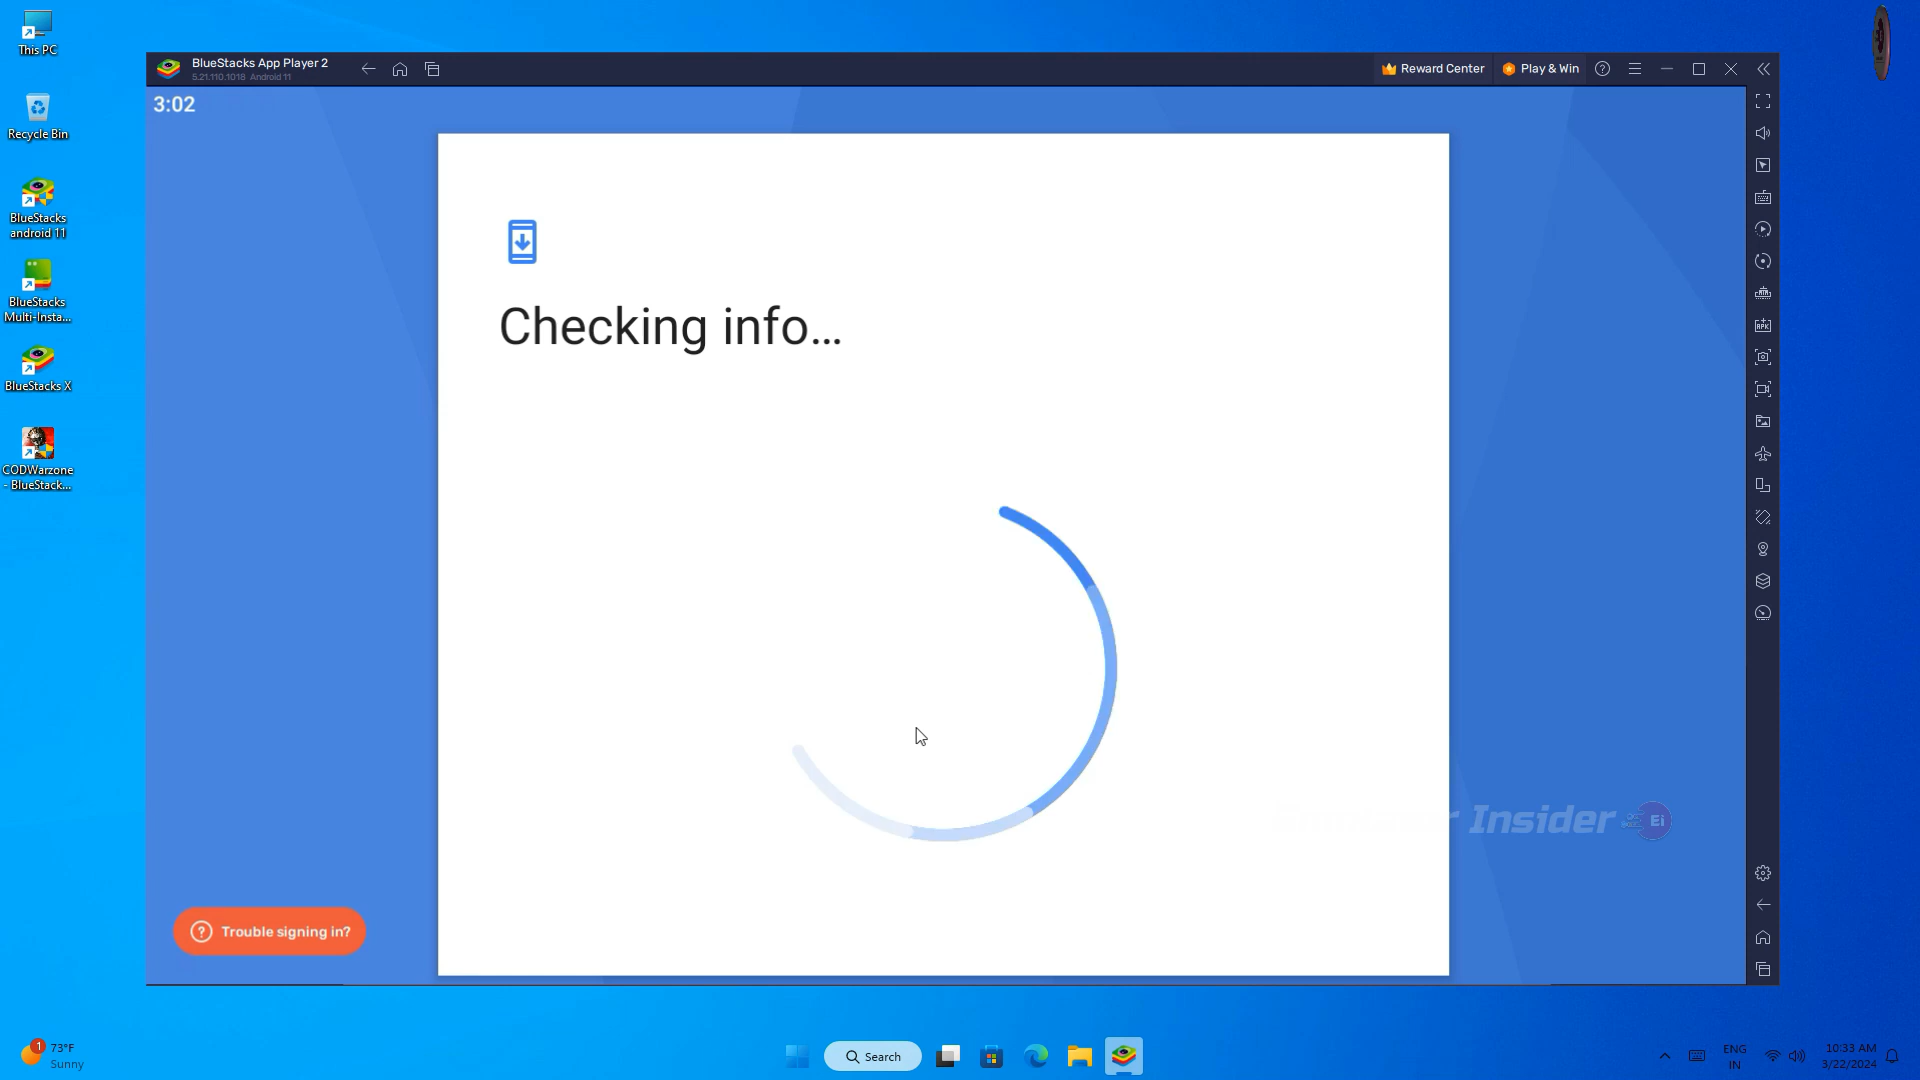 This PC
Recycle Bin
BlueStacks
android 11
BlueStacks
Multi-Insta...
BlueStacks X
CODWarzone
- BlueStack...
BlueStacks App Player 2
5.21.110.1018 Android 11
Reward Center
Play & Win
3:02
Checking info...
Insider
Ei
Trouble signing in?
1
73°F
Sunny
Search
ENG
IN
10:33 AM
3/22/2024